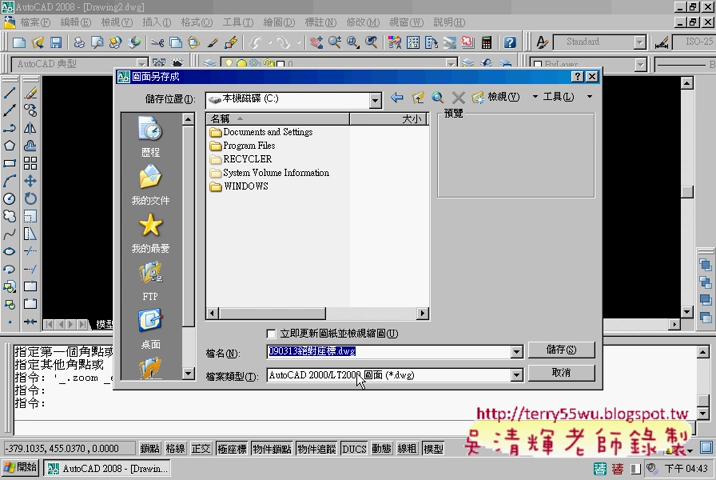 AutoCAD 2008 - [Drawing2.dwg]
檔案(F) 編輯(E) 檢視(V) 插入(I) 格式(O) 工具(T) 繪圖(D) 標註(N) 修改(M) 視窗(W) 說明(H)
Standard ISO-25
AutoCAD 典型 ByLayer
圖面另存成
儲存位置(I): 本機磁碟 (C:) 檢視(V) 工具(L)
名稱 大小 預覽
Documents and Settings
Program Files
RECYCLER
System Volume Information
WINDOWS
歷程
我的文件
我的最愛
FTP
桌面
立即更新圖紙並檢視縮圖(U)
檔名(N): 090313絕對座標.dwg 儲存(S)
檔案類型(T): AutoCAD 2000/LT2000 圖面 (*.dwg) 取消
模型
指定第一個角點或
指定其他角點或
指令: '_.zoom _e
指令:
指令:
http://terry55wu.blogspot.tw
吳清輝老師錄製
-379.1035, 455.0370, 0.0000 鎖點 格線 正交 極座標 物件鎖點 物件追蹤 DUCS 動態 線粗 模型
開始 AutoCAD 2008 - [Drawin... 下午 04:43